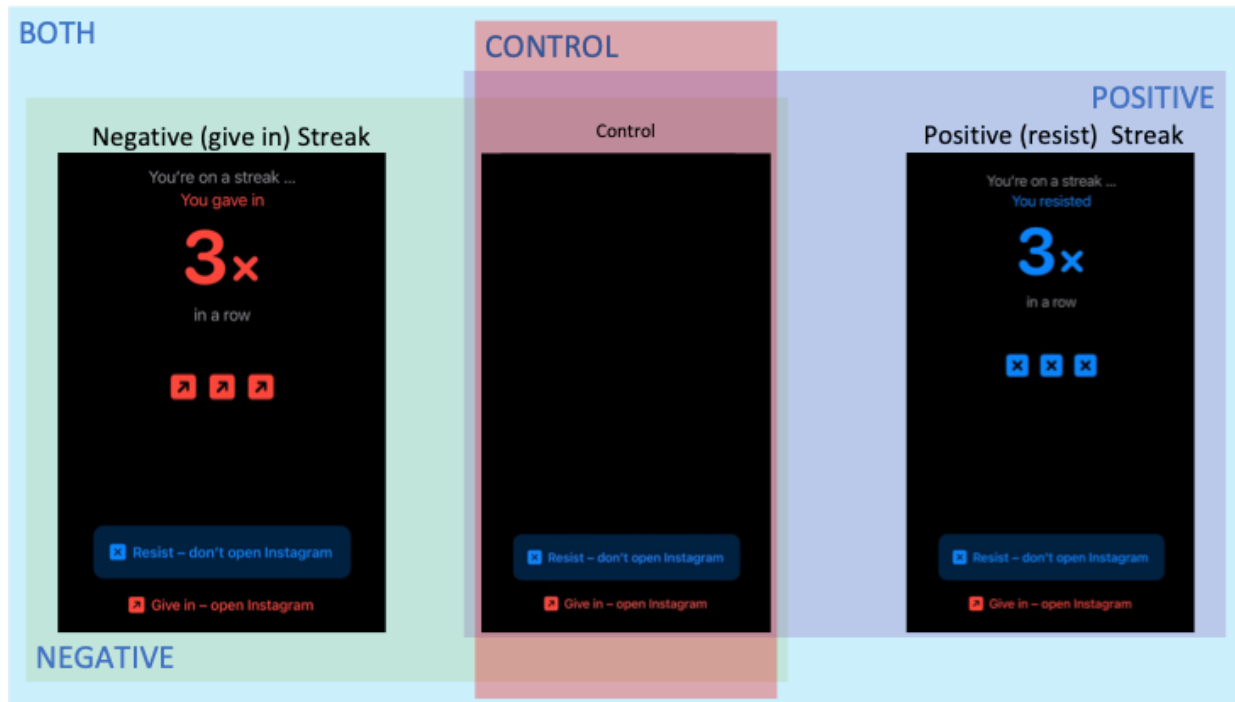 BOTH
CONTROL
POSITIVE
Negative (give in) Streak
You're on a streak ...
You gave in
3×
in a row
Resist – don't open Instagram
Give in – open Instagram
NEGATIVE
Control
Resist – don't open Instagram
Give in – open Instagram
Positive (resist) Streak
You're on a streak ...
You resisted
3×
in a row
Resist – don't open Instagram
Give in – open Instagram